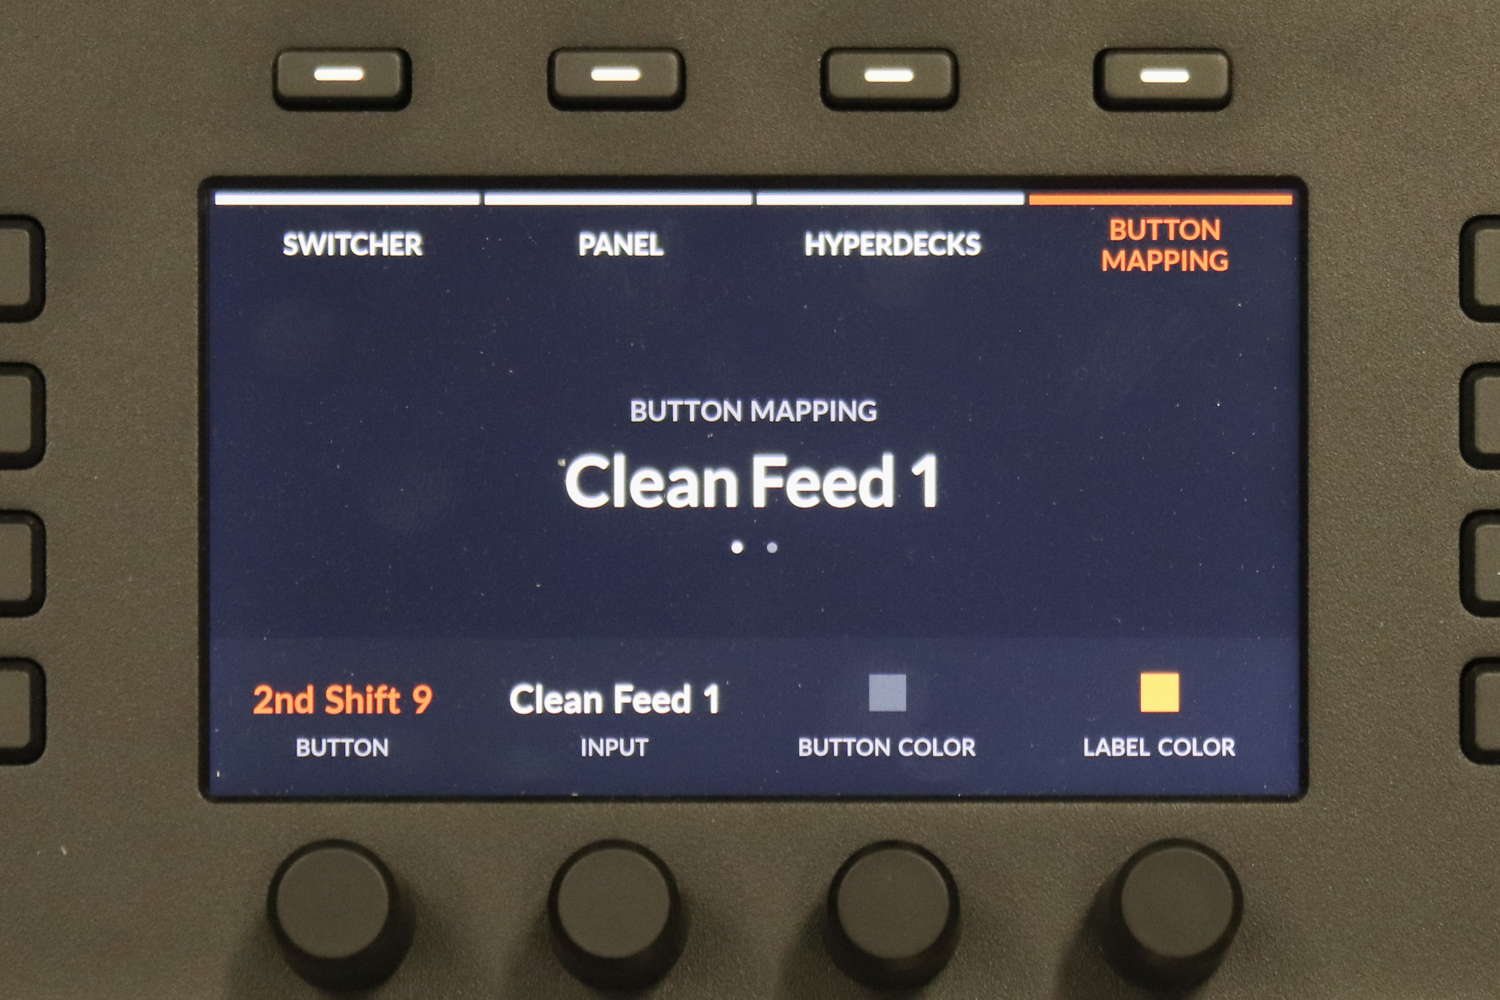 SWITCHER
PANEL
HYPERDECKS
BUTTON
MAPPING
BUTTON MAPPING
Clean Feed 1
2nd Shift 9
Clean Feed 1
BUTTON
INPUT
BUTTON COLOR
LABEL COLOR